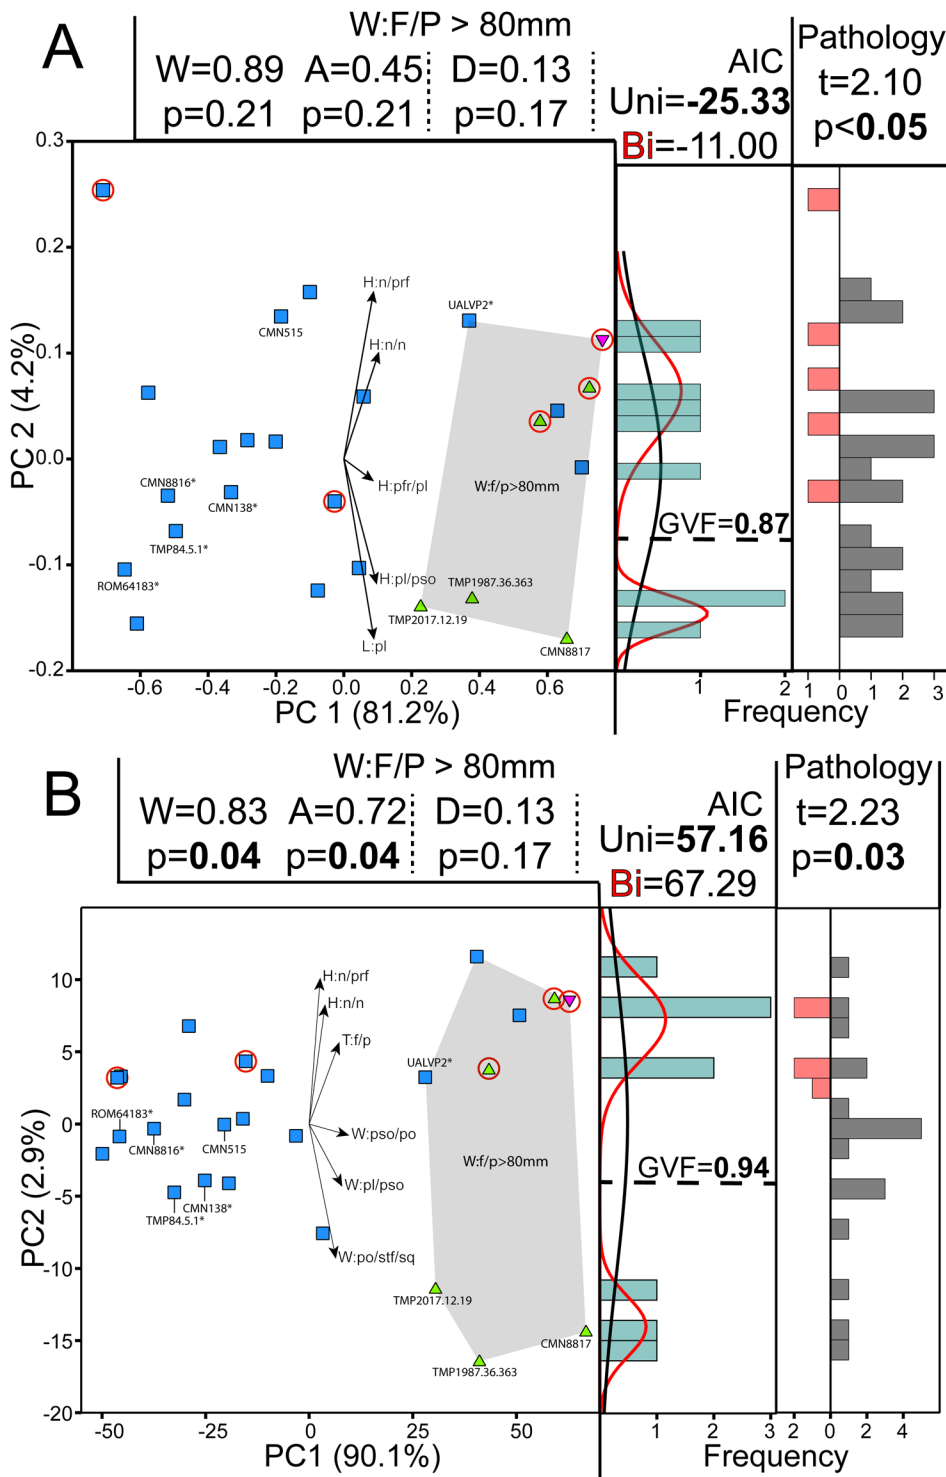 A
W:F/P > 80mm
W=0.89 A=0.45 D=0.13
p=0.21 p=0.21 p=0.17
AIC
Uni=-25.33
Bi=-11.00
Pathology
t=2.10
p<0.05
0.3
0.2
0.1
0.0
-0.1
-0.2
PC 2 (4.2%)
H:n/prf
UALVP2*
CMN515
H:n/n
CMN8816*
H:pfr/pl
W:f/p>80mm
CMN138*
GVF=0.87
TMP84.5.1*
ROM64183*
H:pl/pso
TMP1987.36.363
TMP2017.12.19
L:pl
CMN8817
-0.6 -0.4 -0.2 0.0 0.2 0.4 0.6
PC 1 (81.2%)
1 2
1 0 1 2 3
Frequency
B
W:F/P > 80mm
W=0.83 A=0.72 D=0.13
p=0.04 p=0.04 p=0.17
AIC
Uni=57.16
Bi=67.29
Pathology
t=2.23
p=0.03
10
5
0
-5
-10
-15
-20
PC2 (2.9%)
H:n/prf
H:n/n
T:f/p
UALVP2*
ROM64183*
W:pso/po
CMN8816*
CMN515
W:f/p>80mm
GVF=0.94
W:pl/pso
CMN138*
TMP84.5.1*
W:po/stf/sq
TMP2017.12.19
CMN8817
TMP1987.36.363
-50 -25 0 25 50
PC1 (90.1%)
1 2 3
2 0 2 4
Frequency